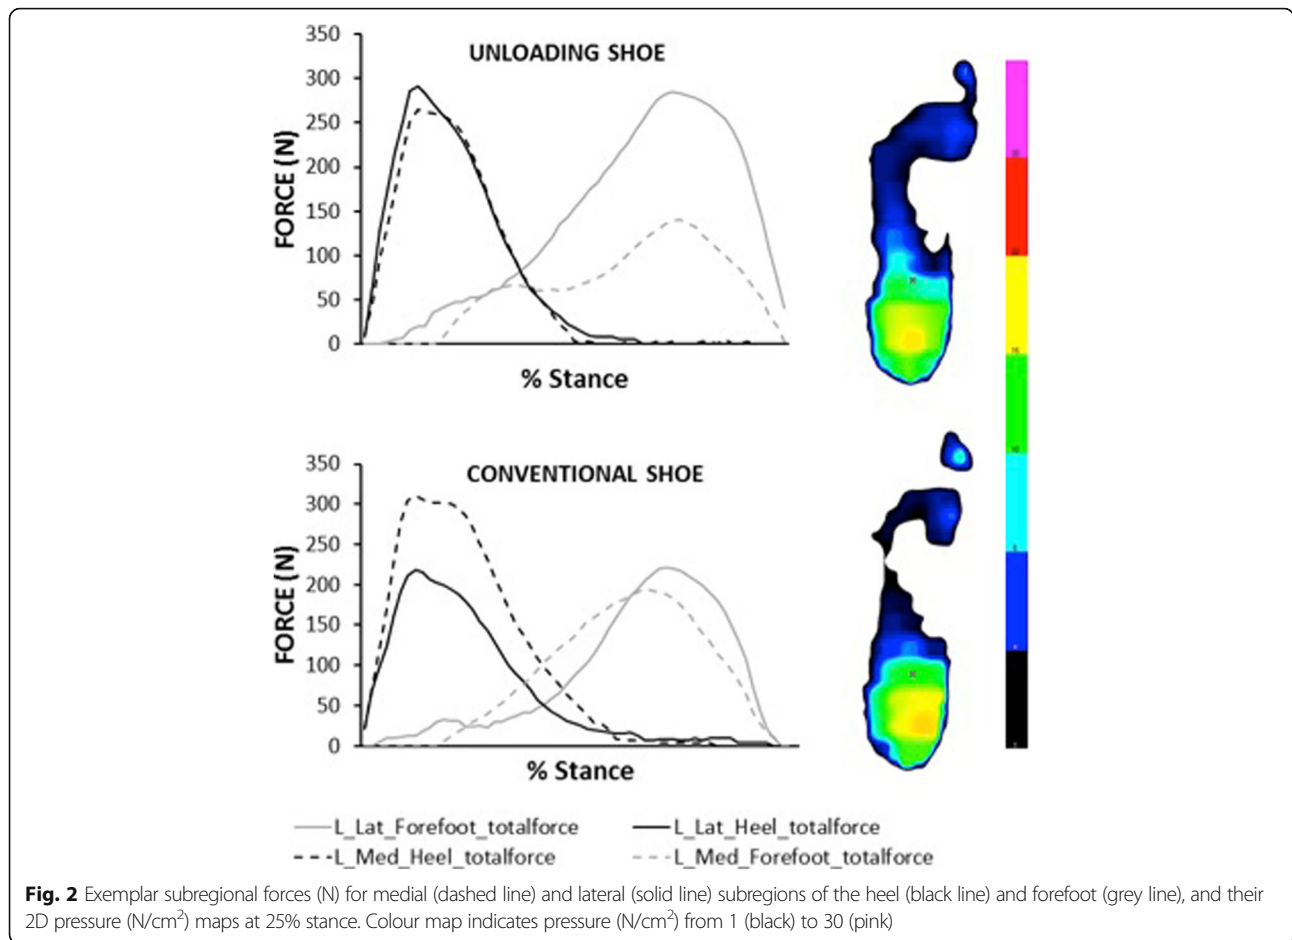 350
300
250
200
150
100
50
0
FORCE (N)
UNLOADING SHOE
% Stance
350
300
250
200
150
100
50
0
FORCE (N)
CONVENTIONAL SHOE
% Stance
L_Lat_Forefoot_totalforce
L_Lat_Heel_totalforce
L_Med_Heel_totalforce
L_Med_Forefoot_totalforce
Fig. 2 Exemplar subregional forces (N) for medial (dashed line) and lateral (solid line) subregions of the heel (black line) and forefoot (grey line), and their
2D pressure (N/cm²) maps at 25% stance. Colour map indicates pressure (N/cm²) from 1 (black) to 30 (pink)